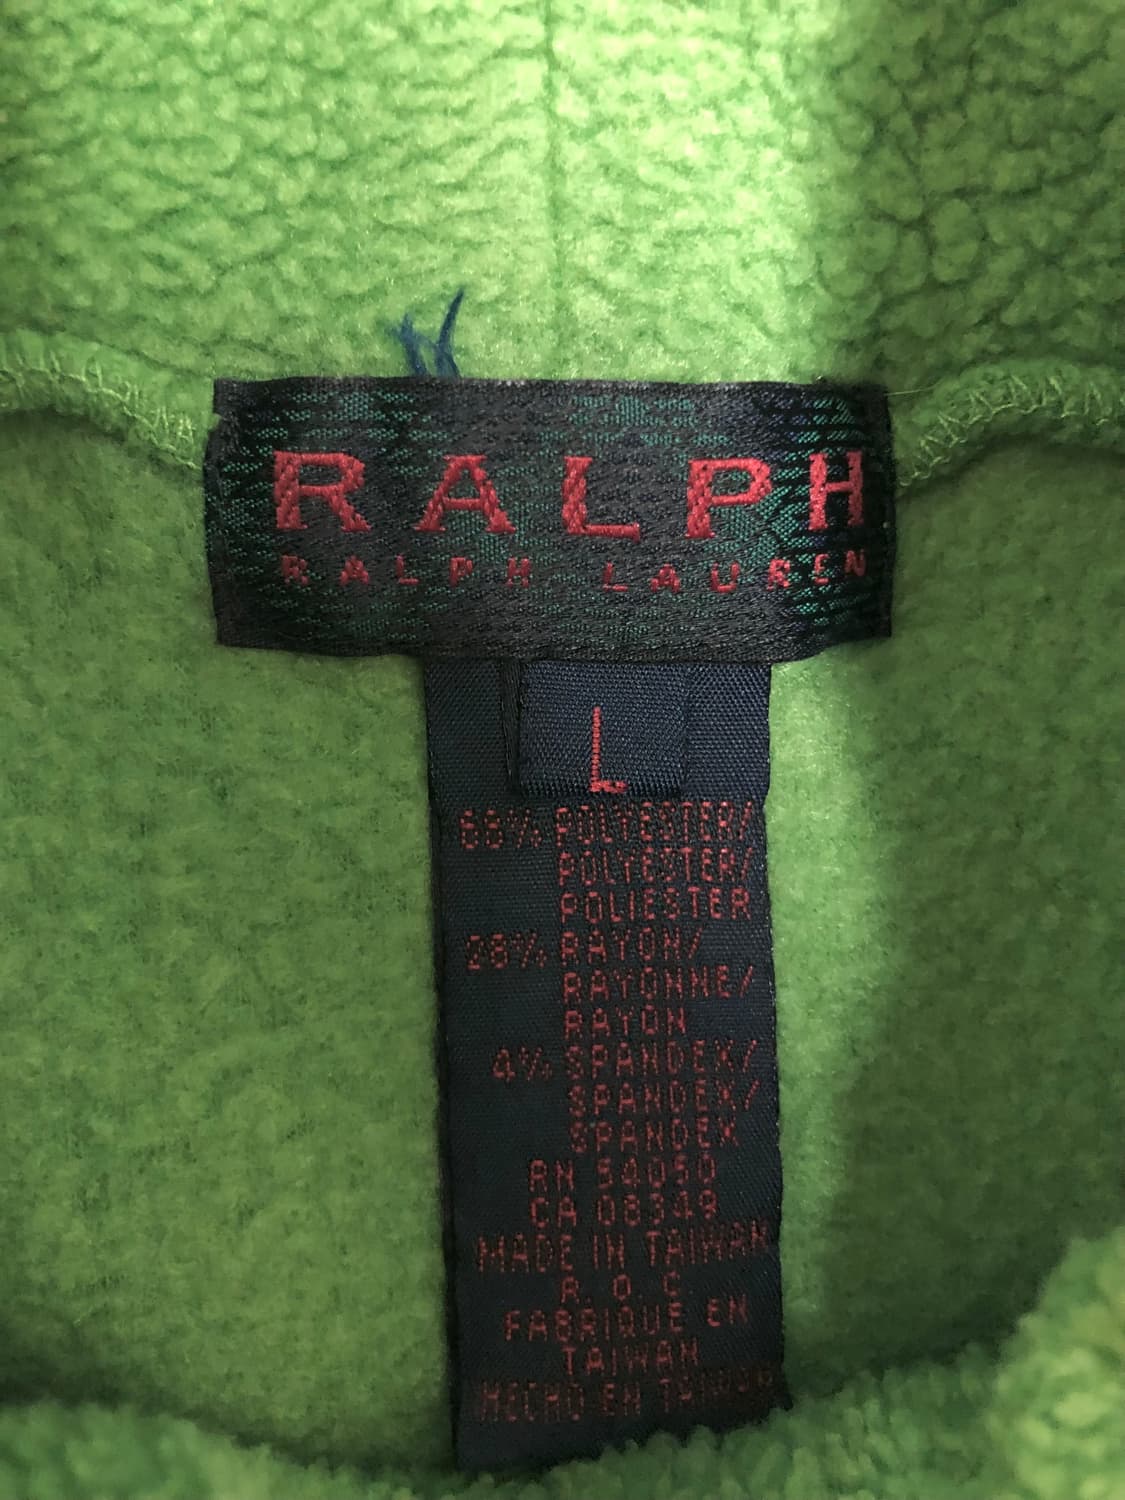 RALPH
RALPH LAUREN
L
68% POLYESTER/
POLYESTER/
POLIESTER
28% RAYON/
RAYONNE/
RAYON
4% SPANDEX/
SPANDEX/
SPANDEX
RN 54050
CA 08349
MADE IN TAIWAN
R O C
FABRIQUE EN
TAIWAN
HECHO EN TAIWAN